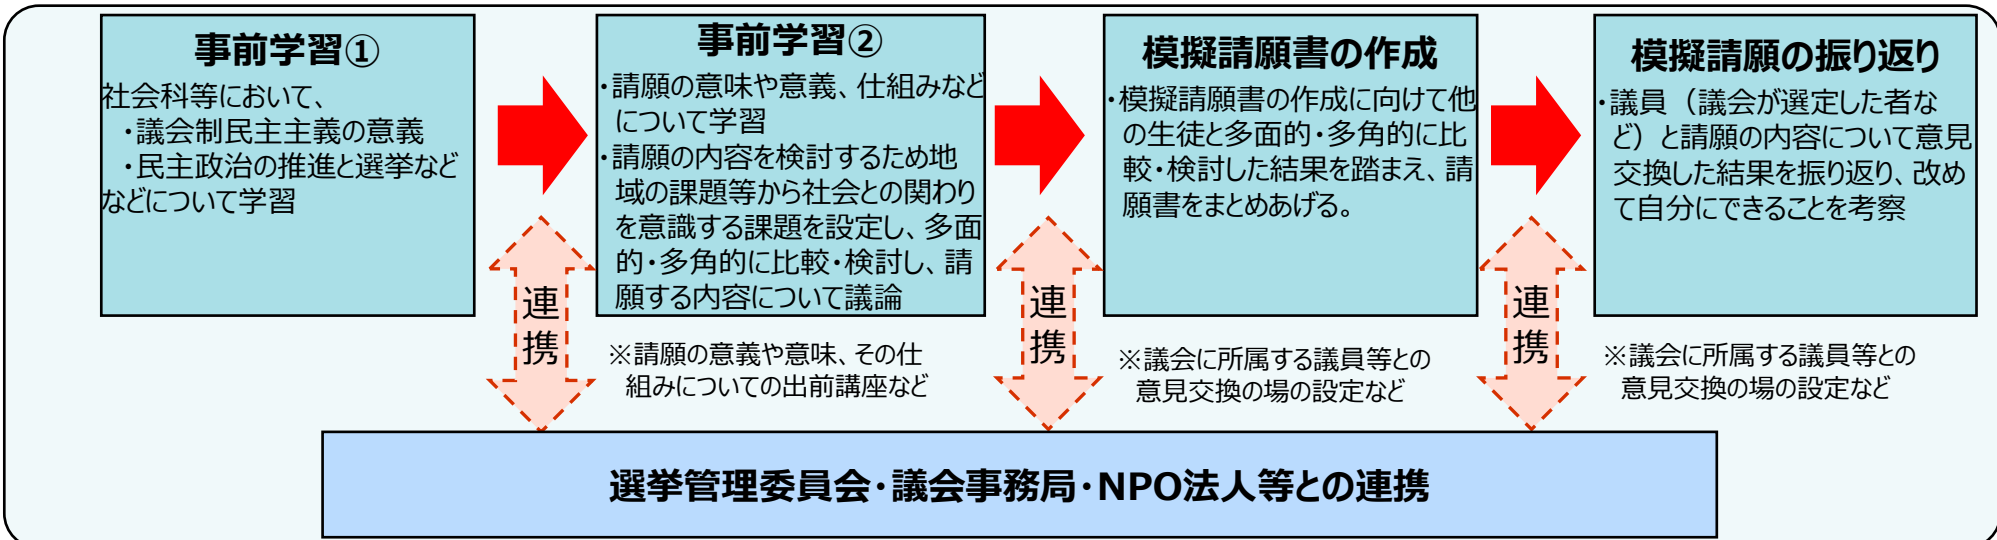 事前学習①
社会科等において、
・議会制民主主義の意義
・民主政治の推進と選挙など
などについて学習
事前学習②
・請願の意味や意義、仕組みなど
について学習
・請願の内容を検討するため地
域の課題等から社会との関わり
を意識する課題を設定し、多面
的・多角的に比較・検討し、請
願する内容について議論
模擬請願書の作成
・模擬請願書の作成に向けて他
の生徒と多面的・多角的に比
較・検討した結果を踏まえ、請
願書をまとめあげる。
模擬請願の振り返り
・議員（議会が選定した者な
ど）と請願の内容について意見
交換した結果を振り返り、改め
て自分にできることを考察
連
携
※請願の意義や意味、その仕
組みについての出前講座など
連
携
※議会に所属する議員等との
意見交換の場の設定など
連
携
※議会に所属する議員等との
意見交換の場の設定など
選挙管理委員会・議会事務局・NPO法人等との連携